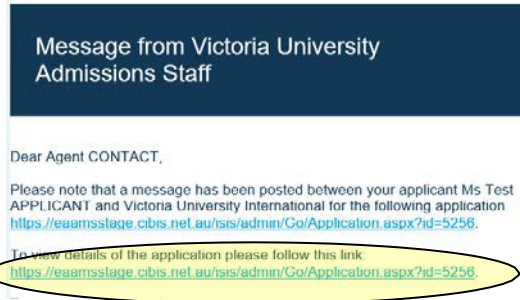 Message from Victoria University
Admissions Staff
Dear Agent CONTACT,
Please note that a message has been posted between your applicant Ms Test
APPLICANT and Victoria University International for the following application
https://eaamsstage.cibis.net.au/isis/admin/Go/Application.aspx?id=5256.
To view details of the application please follow this link:
https://eaamsstage.cibis.net.au/isis/admin/Go/Application.aspx?id=5256.